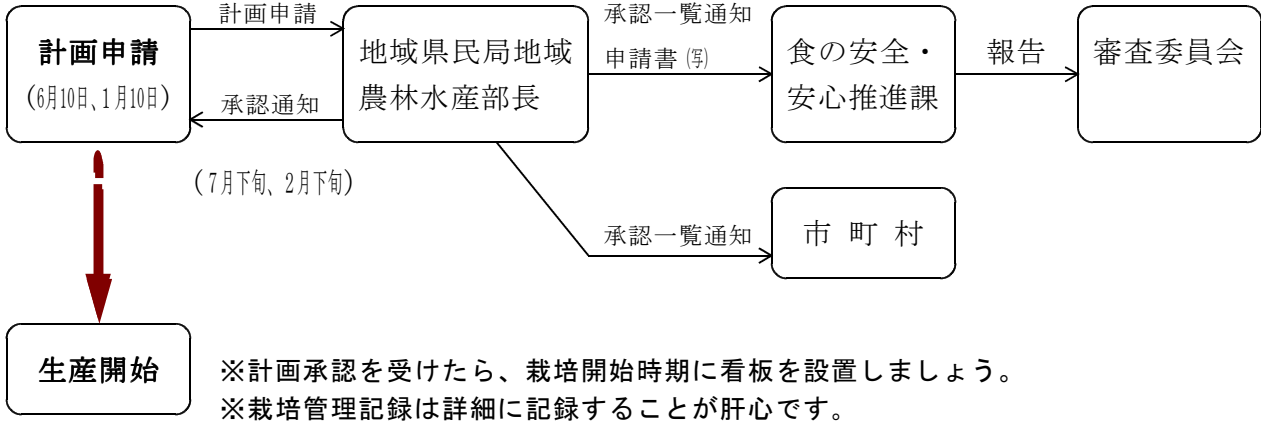 計画申請
(6月10日、1月10日)
計画申請
承認通知
(7月下旬、2月下旬)
地域県民局地域
農林水産部長
承認一覧通知
申請書(写)
食の安全・
安心推進課
報告
審査委員会
承認一覧通知
市町村
生産開始
※計画承認を受けたら、栽培開始時期に看板を設置しましょう。
※栽培管理記録は詳細に記録することが肝心です。